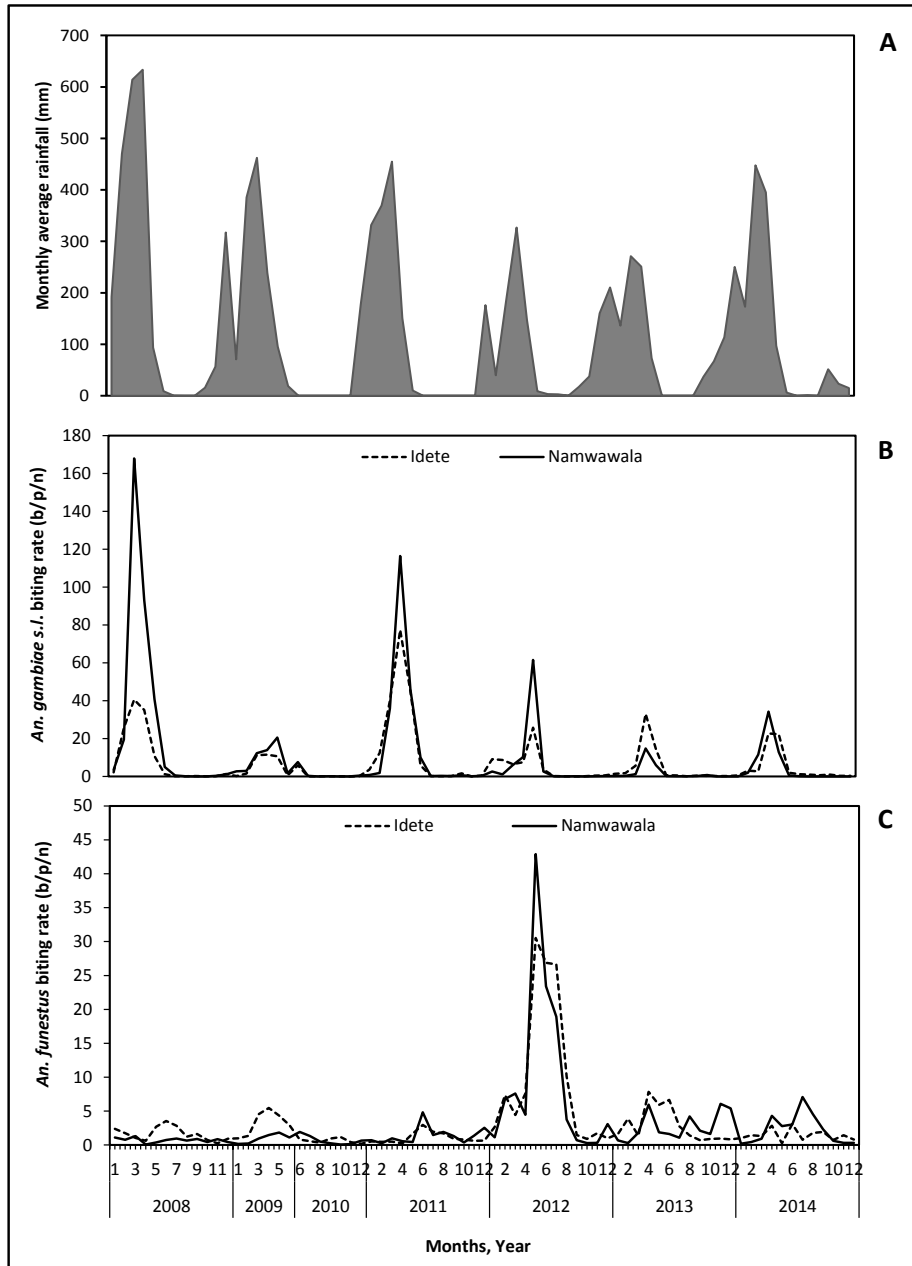 A
Monthly average rainfall (mm)
700
600
500
400
300
200
100
0
B
An. gambiae s.l. biting rate (b/p/n)
Idete Namwawala
180
160
140
120
100
80
60
40
20
0
C
An. funestus biting rate (b/p/n)
Idete Namwawala
50
45
40
35
30
25
20
15
10
5
0
1 3 5 7 9 11 1 3 5 6 8 10 12 2 4 6 8 10 12 2 4 6 8 10 12 2 4 6 8 10 12 2 4 6 8 10 12
2008 2009 2010 2011 2012 2013 2014
Months, Year